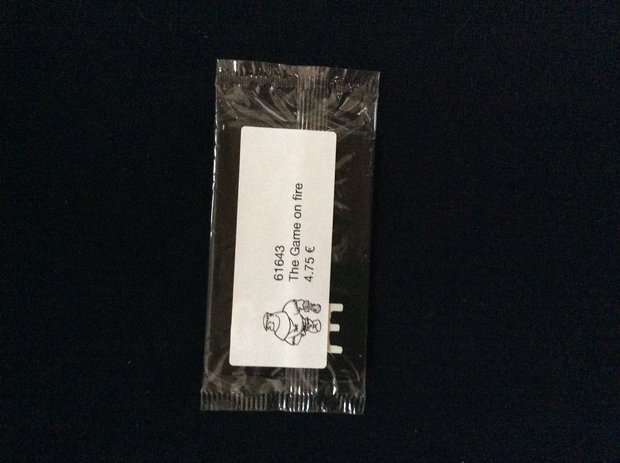 61643
The Game on fire
4.75 €